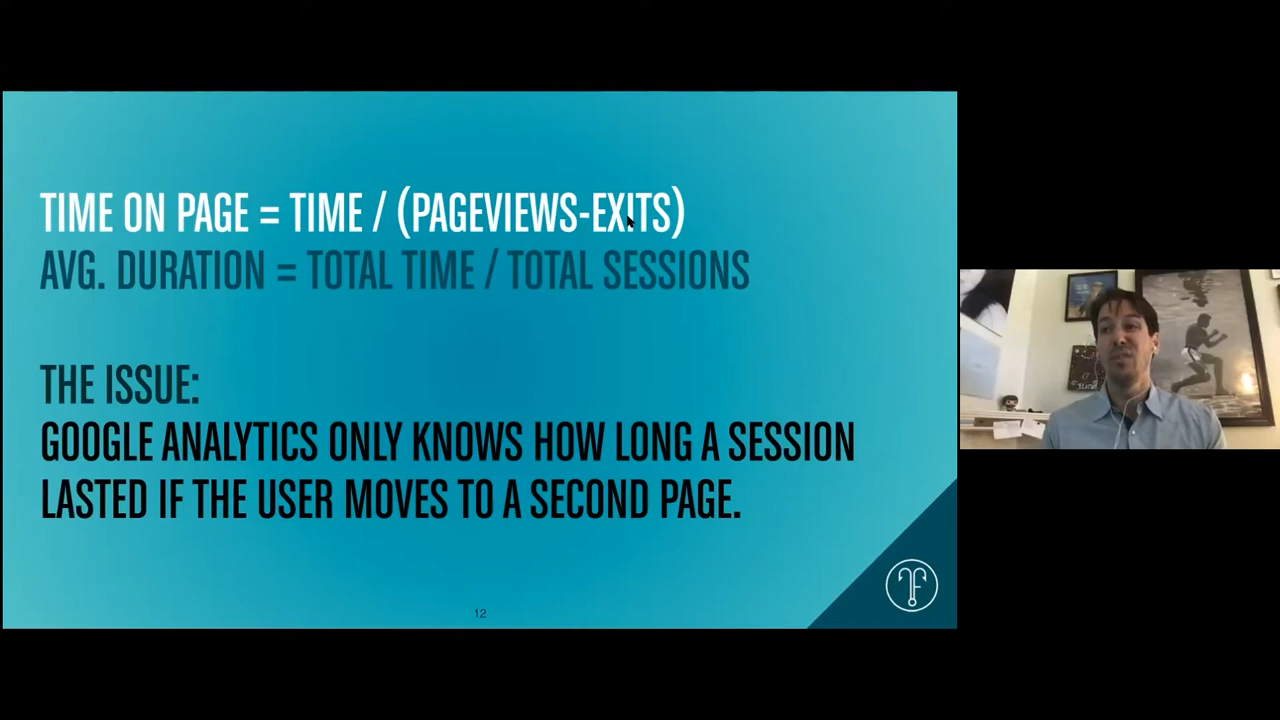 TIME ON PAGE = TIME / (PAGEVIEWS-EXITS)
AVG. DURATION = TOTAL TIME / TOTAL SESSIONS
THE ISSUE:
GOOGLE ANALYTICS ONLY KNOWS HOW LONG A SESSION
LASTED IF THE USER MOVES TO A SECOND PAGE.
12